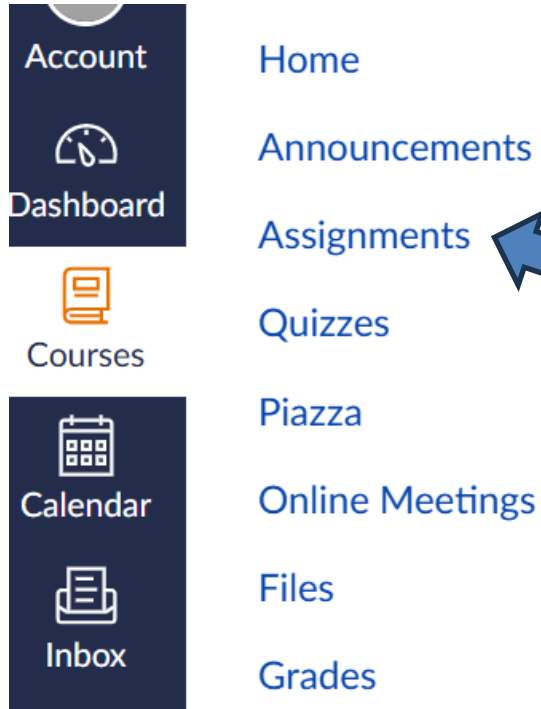 Account
Dashboard
Courses
Calendar
Inbox
Home
Announcements
Assignments
Quizzes
Piazza
Online Meetings
Files
Grades